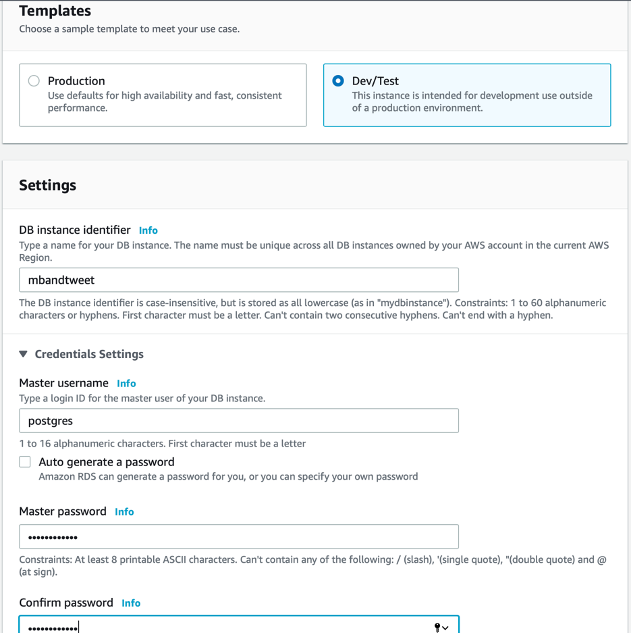 Templates
Choose a sample template to meet your use case.
Production
Use defaults for high availability and fast, consistent
performance.
Dev/Test
This instance is intended for development use outside
of a production environment.
Settings
DB instance identifier Info
Type a name for your DB instance. The name must be unique across all DB instances owned by your AWS account in the current AWS
Region.
mbandtweet
The DB instance identifier is case-insensitive, but is stored as all lowercase (as in "mydbinstance"). Constraints: 1 to 60 alphanumeric
characters or hyphens. First character must be a letter. Can't contain two consecutive hyphens. Can't end with a hyphen.
Credentials Settings
Master username Info
Type a login ID for the master user of your DB instance.
postgres
1 to 16 alphanumeric characters. First character must be a letter
Auto generate a password
Amazon RDS can generate a password for you, or you can specify your own password
Master password Info
••••••••••••
Constraints: At least 8 printable ASCII characters. Can't contain any of the following: / (slash), '(single quote), "(double quote) and @
(at sign).
Confirm password Info
••••••••••••